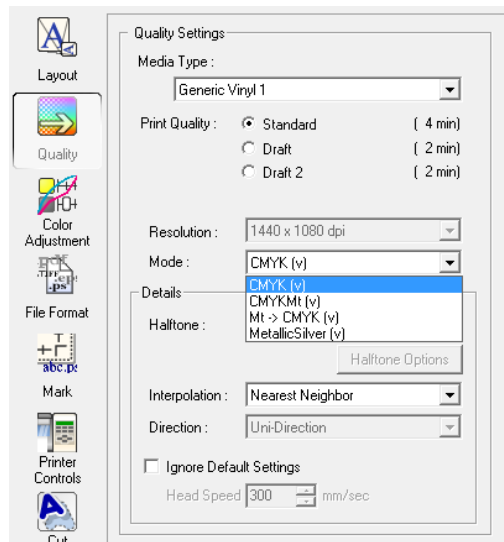 Layout
Quality
Color
Adjustment
File Format
abc.ps
Mark
Printer
Controls
Cut
Quality Settings
Media Type :
Generic Vinyl 1
Print Quality :
Standard
( 4 min)
Draft
( 2 min)
Draft 2
( 2 min)
Resolution :
1440 x 1080 dpi
Mode :
CMYK (v)
CMYK (v)
CMYKMt (v)
Mt -> CMYK (v)
MetallicSilver (v)
Details
Halftone :
Halftone Options
Interpolation :
Nearest Neighbor
Direction :
Uni-Direction
Ignore Default Settings
Head Speed
300
mm/sec